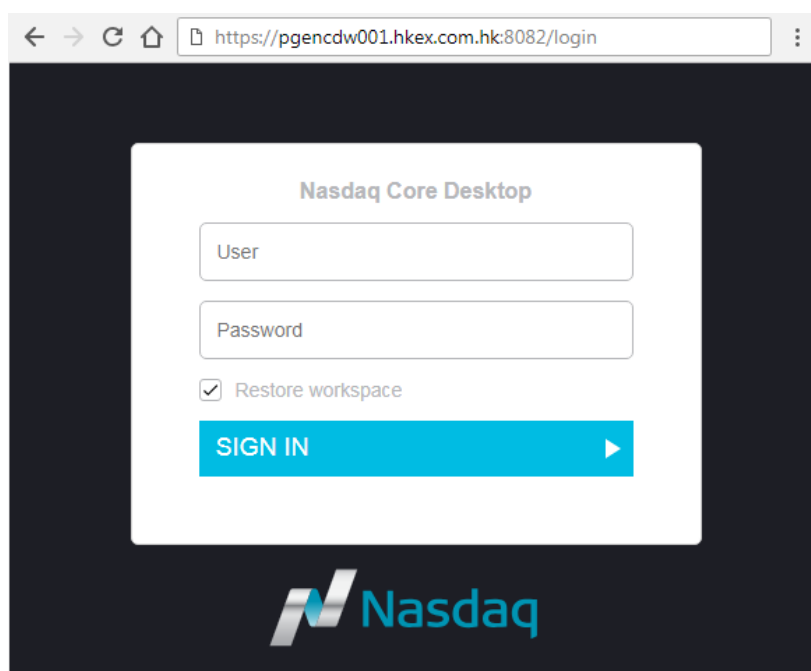 https://pgencdw001.hkex.com.hk:8082/login
Nasdaq Core Desktop
User
Password
Restore workspace
SIGN IN
Nasdaq